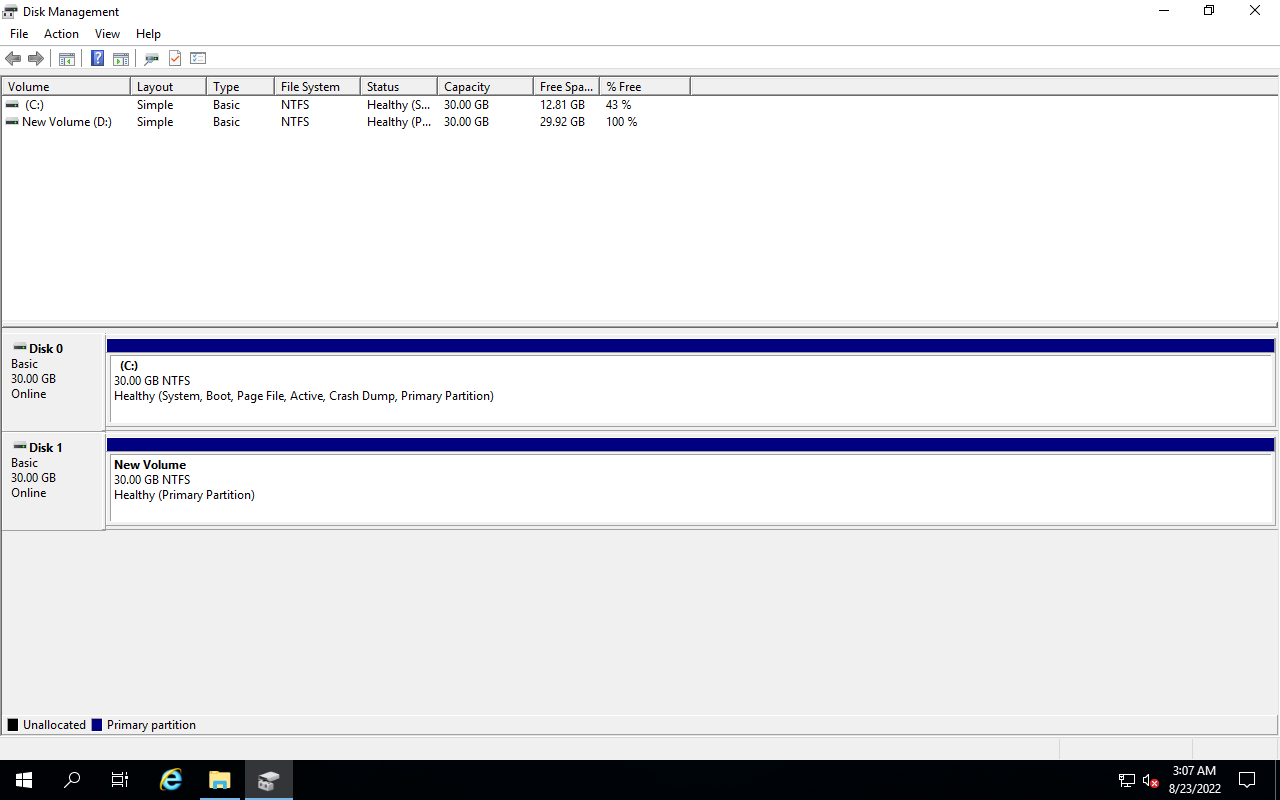 Disk Management
File Action View Help
Volume Layout Type File System Status Capacity Free Spa... % Free
(C:) Simple Basic NTFS Healthy (S... 30.00 GB 12.81 GB 43 %
New Volume (D:) Simple Basic NTFS Healthy (P... 30.00 GB 29.92 GB 100 %
Disk 0
Basic
30.00 GB
Online
(C:)
30.00 GB NTFS
Healthy (System, Boot, Page File, Active, Crash Dump, Primary Partition)
Disk 1
Basic
30.00 GB
Online
New Volume
30.00 GB NTFS
Healthy (Primary Partition)
Unallocated Primary partition
3:07 AM
8/23/2022